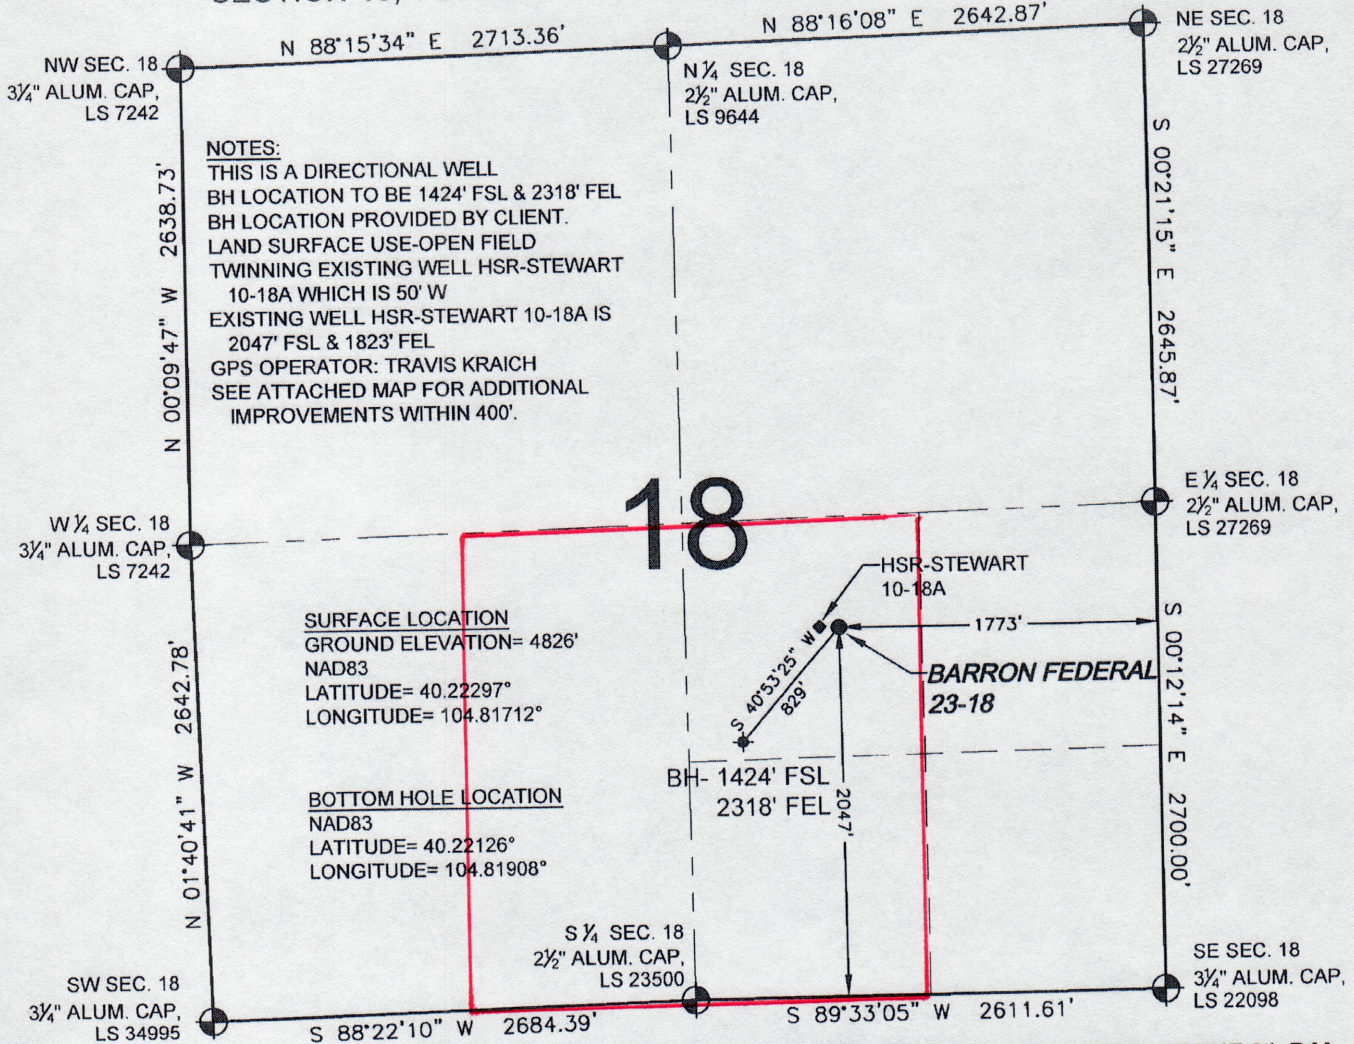 N 88°15'34" E 2713.36'
N 88°16'08" E 2642.87'
NW SEC. 18
3¼" ALUM. CAP,
LS 7242
N ¼ SEC. 18
2½" ALUM. CAP,
LS 9644
NE SEC. 18
2½" ALUM. CAP,
LS 27269
NOTES:
THIS IS A DIRECTIONAL WELL
BH LOCATION TO BE 1424' FSL & 2318' FEL
BH LOCATION PROVIDED BY CLIENT.
LAND SURFACE USE-OPEN FIELD
TWINNING EXISTING WELL HSR-STEWART
10-18A WHICH IS 50' W
EXISTING WELL HSR-STEWART 10-18A IS
2047' FSL & 1823' FEL
GPS OPERATOR: TRAVIS KRAICH
SEE ATTACHED MAP FOR ADDITIONAL
IMPROVEMENTS WITHIN 400'.
N 00°09'47" W 2638.73'
S 00°21'15" E 2645.87'
18
W ¼ SEC. 18
3¼" ALUM. CAP,
LS 7242
E ¼ SEC. 18
2½" ALUM. CAP,
LS 27269
HSR-STEWART
10-18A
1773'
BARRON FEDERAL
23-18
S 40°53'25" W
829'
2047'
BH- 1424' FSL
2318' FEL
SURFACE LOCATION
GROUND ELEVATION= 4826'
NAD83
LATITUDE= 40.22297°
LONGITUDE= 104.81712°
BOTTOM HOLE LOCATION
NAD83
LATITUDE= 40.22126°
LONGITUDE= 104.81908°
N 01°40'41" W 2642.78'
S 00°12'14" E 2700.00'
S ¼ SEC. 18
2½" ALUM. CAP,
LS 23500
SW SEC. 18
3¼" ALUM. CAP,
LS 34995
SE SEC. 18
3¼" ALUM. CAP,
LS 22098
S 88°22'10" W 2684.39'
S 89°33'05" W 2611.61'